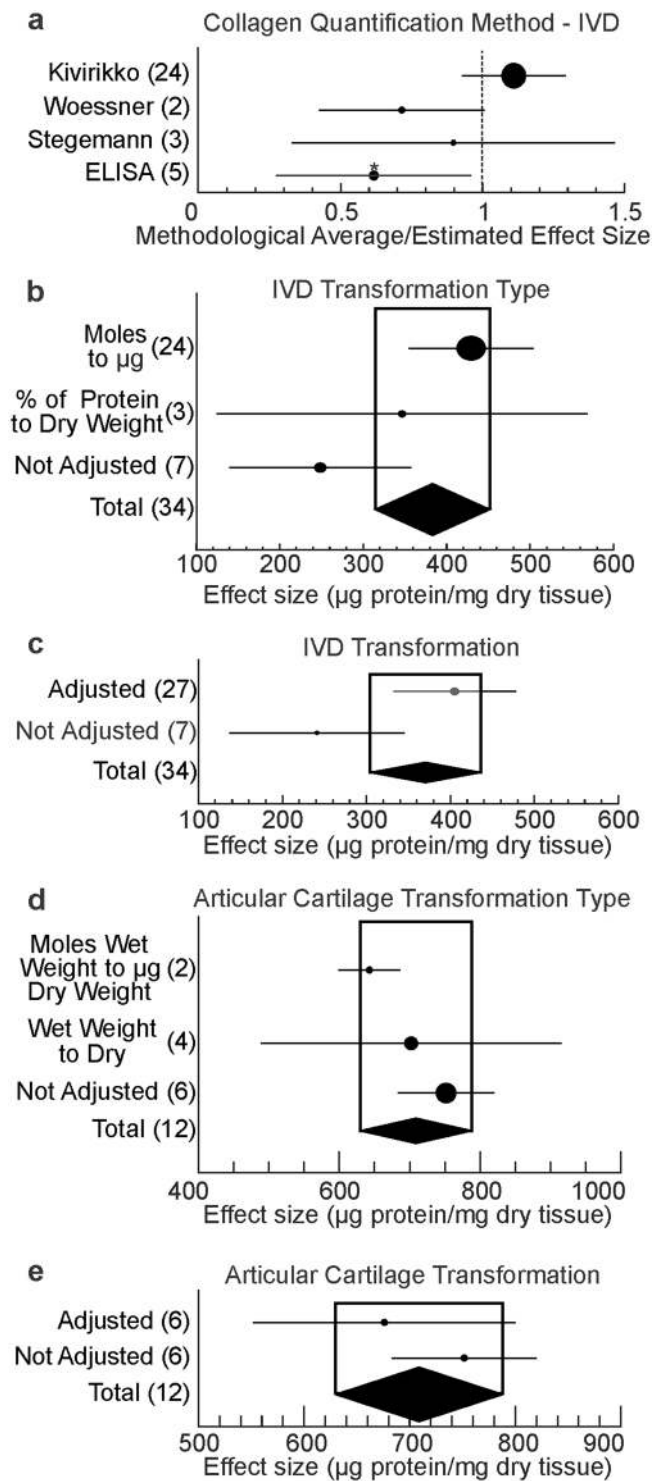 a
Collagen Quantification Method - IVD
Kivirikko (24)
Woessner (2)
Stegemann (3)
ELISA (5)
*
0 0.5 1 1.5
Methodological Average/Estimated Effect Size
b
IVD Transformation Type
Moles
to µg (24)
% of Protein
to Dry Weight (3)
Not Adjusted (7)
Total (34)
100 200 300 400 500 600
Effect size (µg protein/mg dry tissue)
c
IVD Transformation
Adjusted (27)
Not Adjusted (7)
Total (34)
100 200 300 400 500 600
Effect size (µg protein/mg dry tissue)
d
Articular Cartilage Transformation Type
Moles Wet
Weight to µg (2)
Dry Weight
Wet Weight
to Dry (4)
Not Adjusted (6)
Total (12)
400 600 800 1000
Effect size (µg protein/mg dry tissue)
e
Articular Cartilage Transformation
Adjusted (6)
Not Adjusted (6)
Total (12)
500 600 700 800 900
Effect size (µg protein/mg dry tissue)